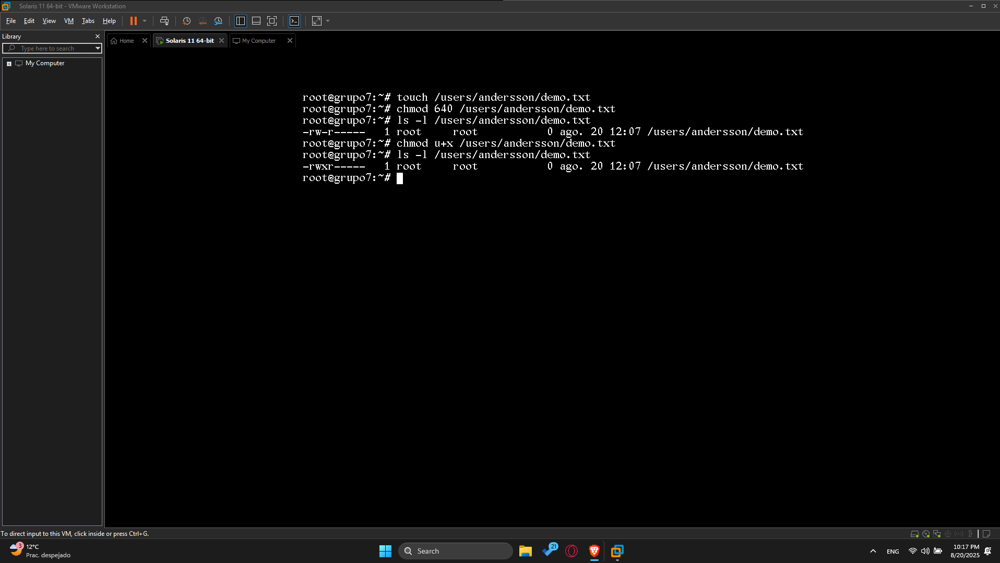 Solaris 11 64-bit - VMware Workstation
File Edit View VM Tabs Help
Library
Home
Solaris 11 64-bit
My Computer
Type here to search
My Computer
root@grupo7:~# touch /users/andersson/demo.txt
root@grupo7:~# chmod 640 /users/andersson/demo.txt
root@grupo7:~# ls -l /users/andersson/demo.txt
-rw-r----- 1 root root 0 ago. 20 12:07 /users/andersson/demo.txt
root@grupo7:~# chmod u+x /users/andersson/demo.txt
root@grupo7:~# ls -l /users/andersson/demo.txt
-rwxr----- 1 root root 0 ago. 20 12:07 /users/andersson/demo.txt
root@grupo7:~#
To direct input to this VM, click inside or press Ctrl+G.
3
12°C
Prac. despejado
Search
21
ENG
10:17 PM
8/20/2025